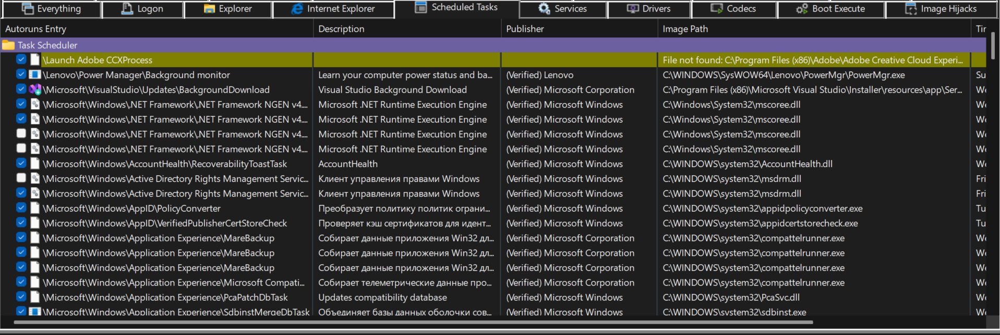 Everything Logon Explorer Internet Explorer Scheduled Tasks Services Drivers Codecs Boot Execute Image Hijacks
Autoruns Entry Description Publisher Image Path
Task Scheduler
\Launch Adobe CCXProcess File not found: C:\Program Files (x86)\Adobe\Adobe Creative Cloud Experi...
\Lenovo\Power Manager\Background monitor Learn your computer power status and ba... (Verified) Lenovo C:\WINDOWS\SysWOW64\Lenovo\PowerMgr\PowerMgr.exe Su
\Microsoft\VisualStudio\Updates\BackgroundDownload Visual Studio Background Download (Verified) Microsoft Corporation C:\Program Files (x86)\Microsoft Visual Studio\Installer\resources\app\Ser... We
\Microsoft\Windows\.NET Framework\.NET Framework NGEN v4.... Microsoft .NET Runtime Execution Engine (Verified) Microsoft Windows C:\Windows\System32\mscoree.dll We
\Microsoft\Windows\.NET Framework\.NET Framework NGEN v4.... Microsoft .NET Runtime Execution Engine (Verified) Microsoft Windows C:\Windows\System32\mscoree.dll We
\Microsoft\Windows\.NET Framework\.NET Framework NGEN v4.... Microsoft .NET Runtime Execution Engine (Verified) Microsoft Windows C:\Windows\System32\mscoree.dll We
\Microsoft\Windows\.NET Framework\.NET Framework NGEN v4.... Microsoft .NET Runtime Execution Engine (Verified) Microsoft Windows C:\Windows\System32\mscoree.dll We
\Microsoft\Windows\AccountHealth\RecoverabilityToastTask AccountHealth (Verified) Microsoft Windows C:\WINDOWS\system32\AccountHealth.dll We
\Microsoft\Windows\Active Directory Rights Management Servic... Клиент управления правами Windows (Verified) Microsoft Windows C:\WINDOWS\system32\msdrm.dll Fri
\Microsoft\Windows\Active Directory Rights Management Servic... Клиент управления правами Windows (Verified) Microsoft Windows C:\WINDOWS\system32\msdrm.dll Fri
\Microsoft\Windows\AppID\PolicyConverter Преобразует политику политик ограни... (Verified) Microsoft Windows C:\WINDOWS\system32\appidpolicyconverter.exe Tu
\Microsoft\Windows\AppID\VerifiedPublisherCertStoreCheck Проверяет кэш сертификатов для идент... (Verified) Microsoft Windows C:\WINDOWS\system32\appidcertstorecheck.exe Tu
\Microsoft\Windows\Application Experience\MareBackup Собирает данные приложения Win32 дл... (Verified) Microsoft Corporation C:\WINDOWS\system32\compattelrunner.exe We
\Microsoft\Windows\Application Experience\MareBackup Собирает данные приложения Win32 дл... (Verified) Microsoft Corporation C:\WINDOWS\system32\compattelrunner.exe We
\Microsoft\Windows\Application Experience\MareBackup Собирает данные приложения Win32 дл... (Verified) Microsoft Corporation C:\WINDOWS\system32\compattelrunner.exe We
\Microsoft\Windows\Application Experience\Microsoft Compati... Собирает телеметрические данные про... (Verified) Microsoft Corporation C:\WINDOWS\system32\compattelrunner.exe We
\Microsoft\Windows\Application Experience\PcaPatchDbTask Updates compatibility database (Verified) Microsoft Windows C:\WINDOWS\system32\PcaSvc.dll We
\Microsoft\Windows\Application Experience\SdbinstMergeDbTask Объединяет базы данных оболочки сов... (Verified) Microsoft Windows C:\WINDOWS\system32\sdbinst.exe We